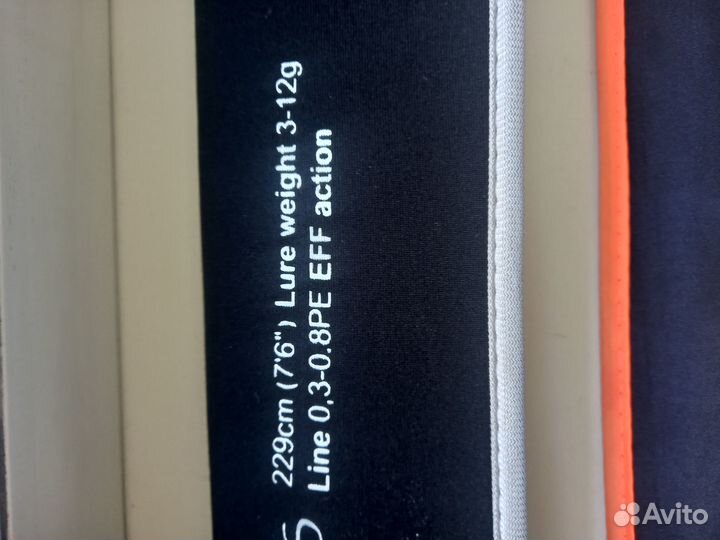 229cm (7'6") Lure weight 3-12g
Line 0,3-0.8PE EFF action
Avito